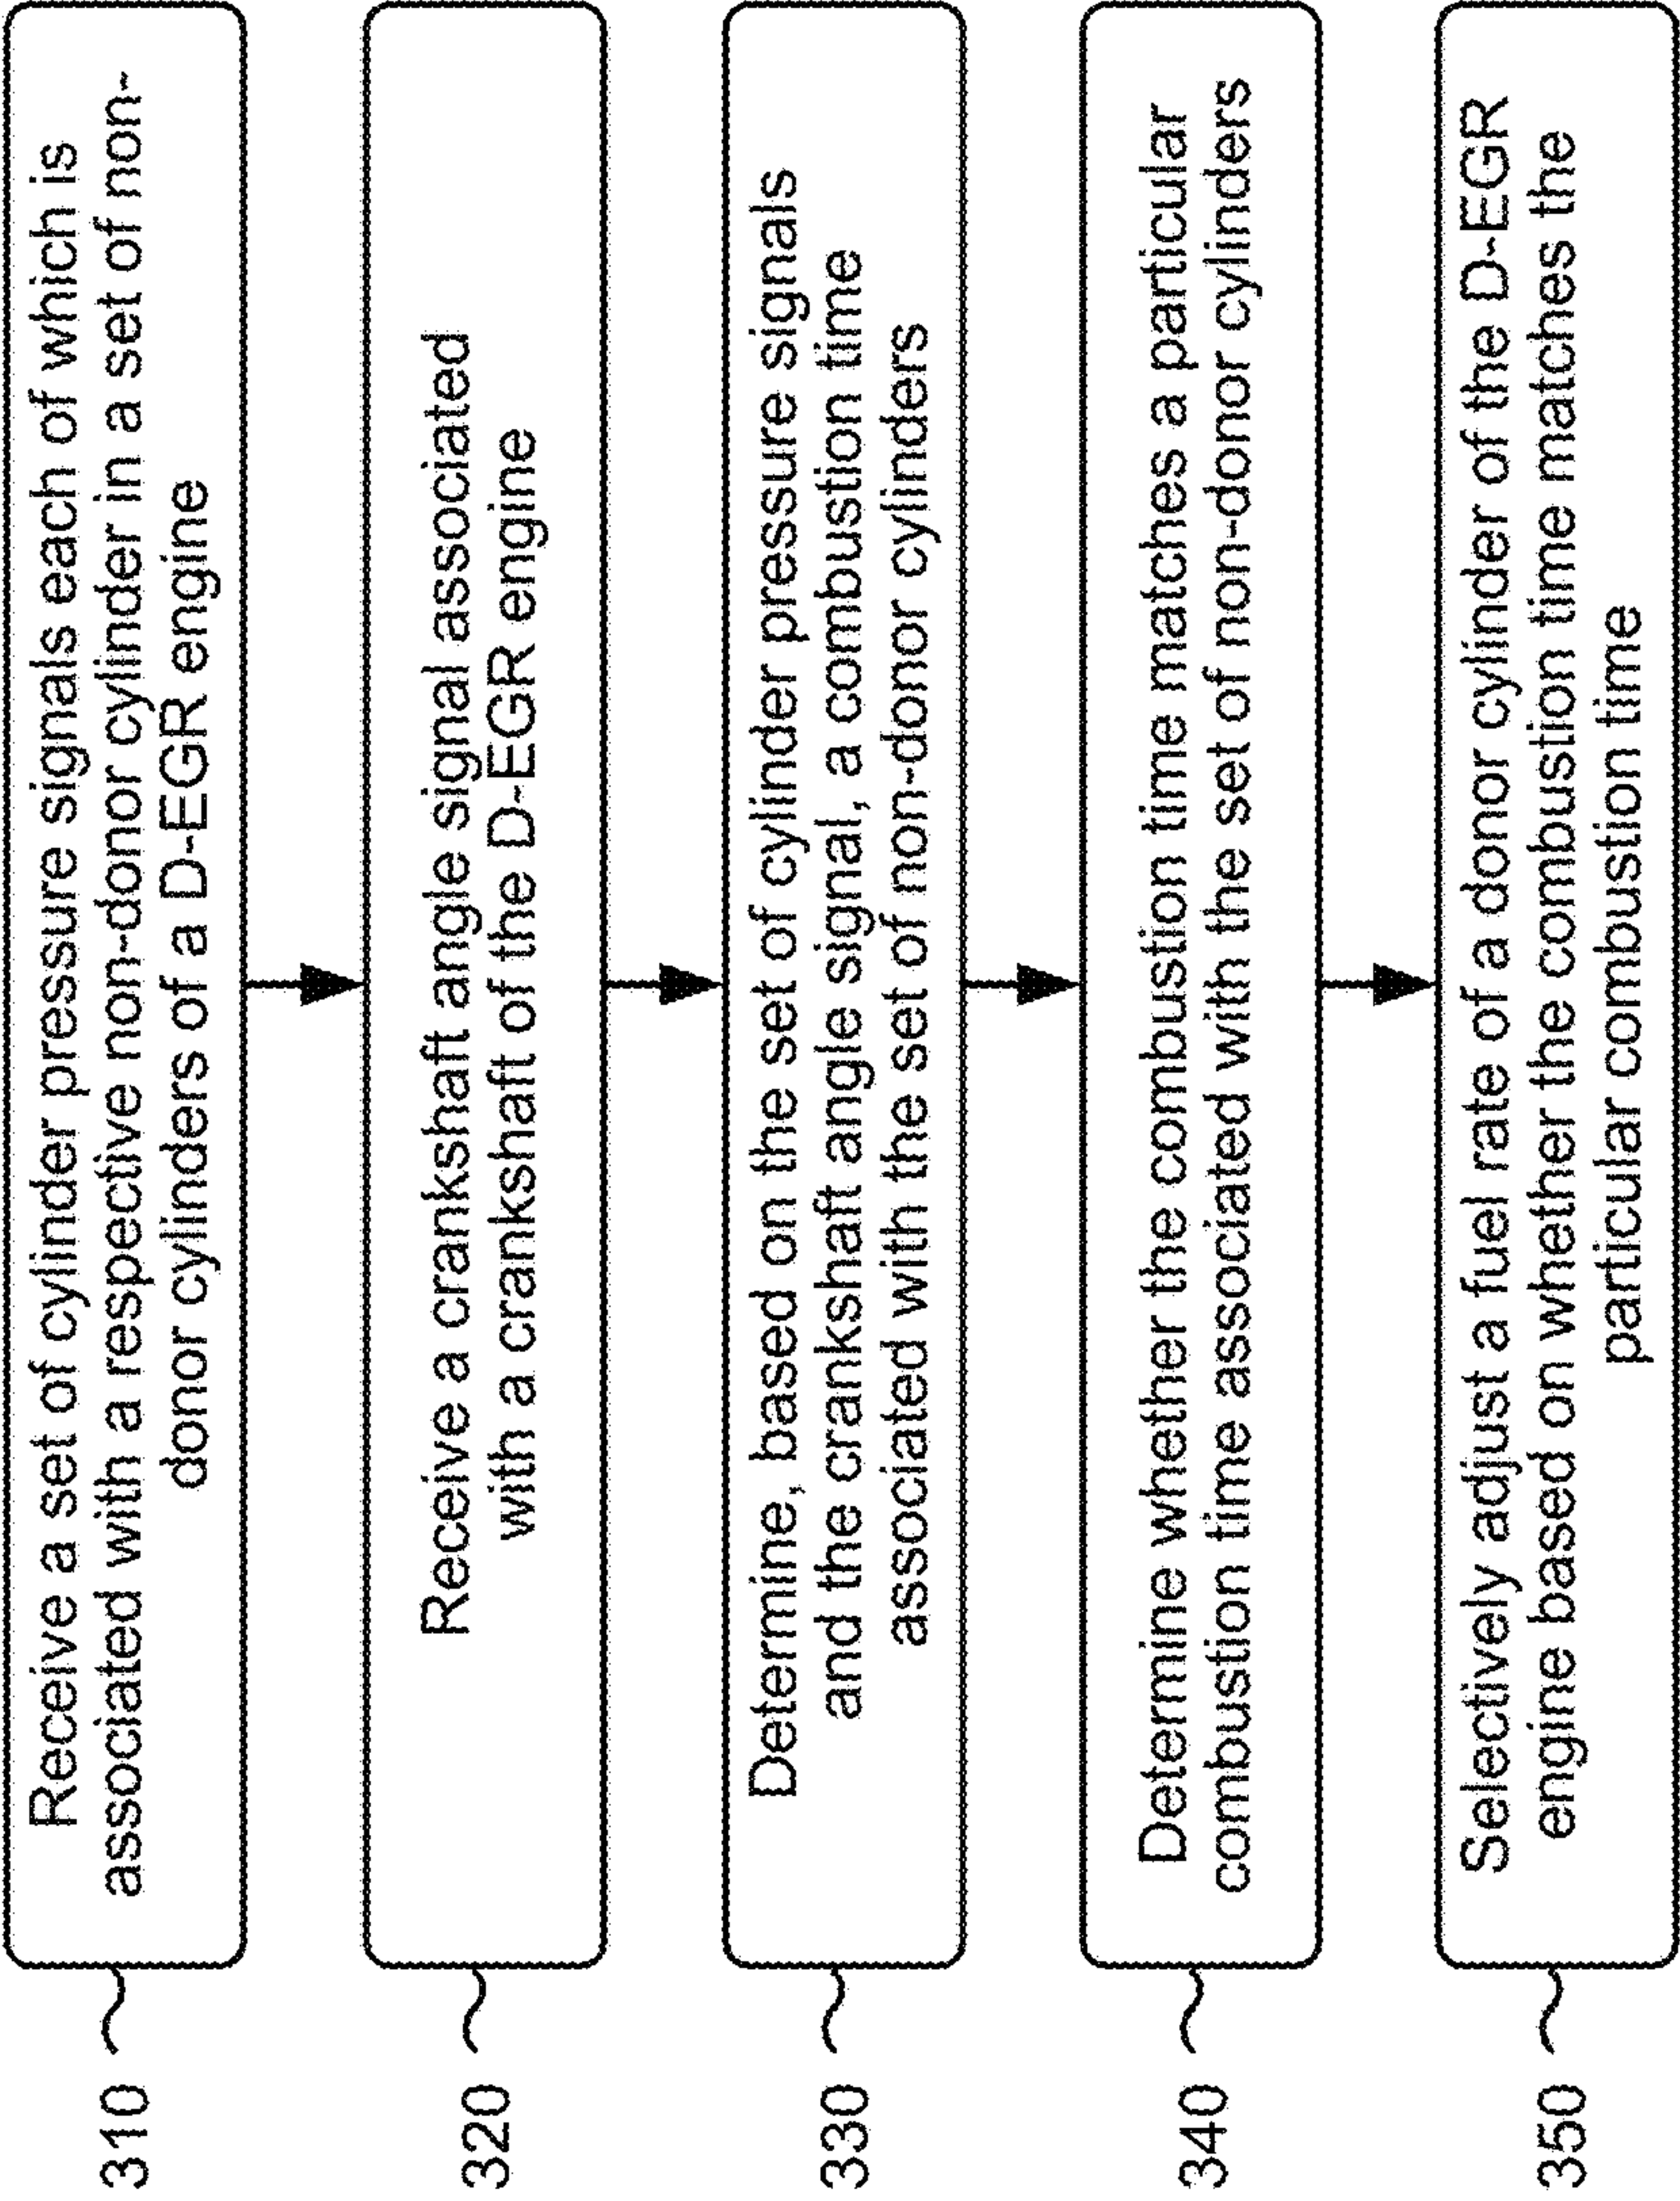 310
Receive a set of cylinder pressure signals each of which is
associated with a respective non-donor cylinder in a set of non-
donor cylinders of a D-EGR engine
320
Receive a crankshaft angle signal associated
with a crankshaft of the D-EGR engine
330
Determine, based on the set of cylinder pressure signals
and the crankshaft angle signal, a combustion time
associated with the set of non-donor cylinders
340
Determine whether the combustion time matches a particular
combustion time associated with the set of non-donor cylinders
350
Selectively adjust a fuel rate of a donor cylinder of the D-EGR
engine based on whether the combustion time matches the
particular combustion time